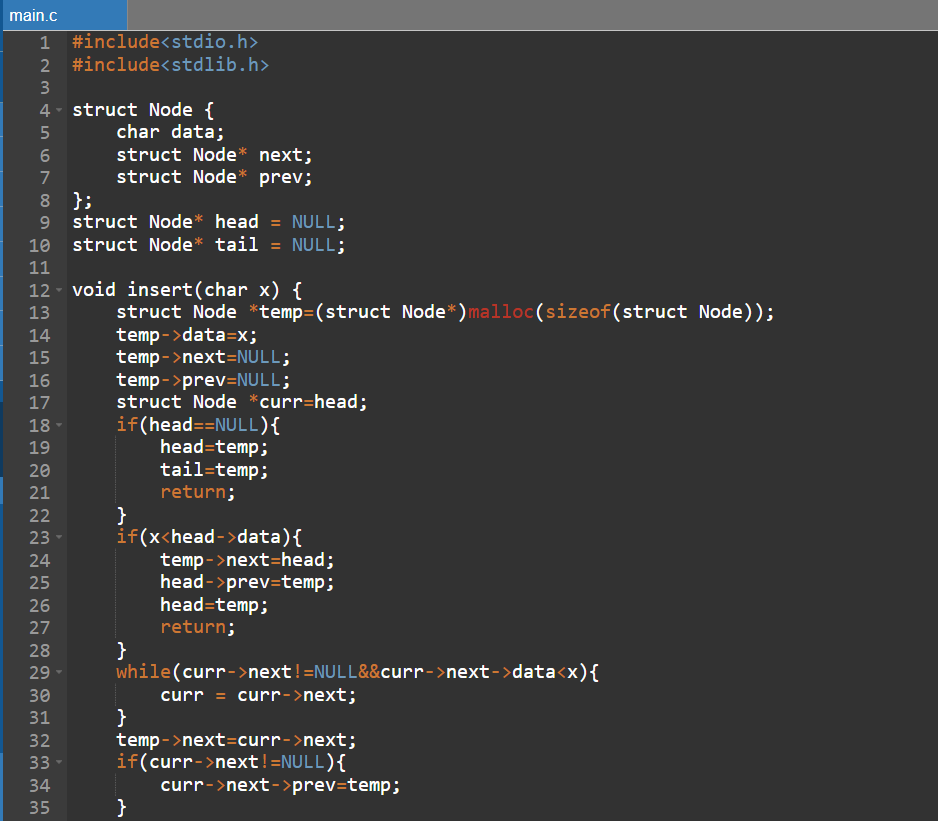 main.c
1 #include<stdio.h>
2 #include<stdlib.h>
3
4 struct Node {
5     char data;
6     struct Node* next;
7     struct Node* prev;
8 };
9 struct Node* head = NULL;
10 struct Node* tail = NULL;
11
12 void insert(char x) {
13     struct Node *temp=(struct Node*)malloc(sizeof(struct Node));
14     temp->data=x;
15     temp->next=NULL;
16     temp->prev=NULL;
17     struct Node *curr=head;
18     if(head==NULL){
19         head=temp;
20         tail=temp;
21         return;
22     }
23     if(x<head->data){
24         temp->next=head;
25         head->prev=temp;
26         head=temp;
27         return;
28     }
29     while(curr->next!=NULL&&curr->next->data<x){
30         curr = curr->next;
31     }
32     temp->next=curr->next;
33     if(curr->next!=NULL){
34         curr->next->prev=temp;
35     }